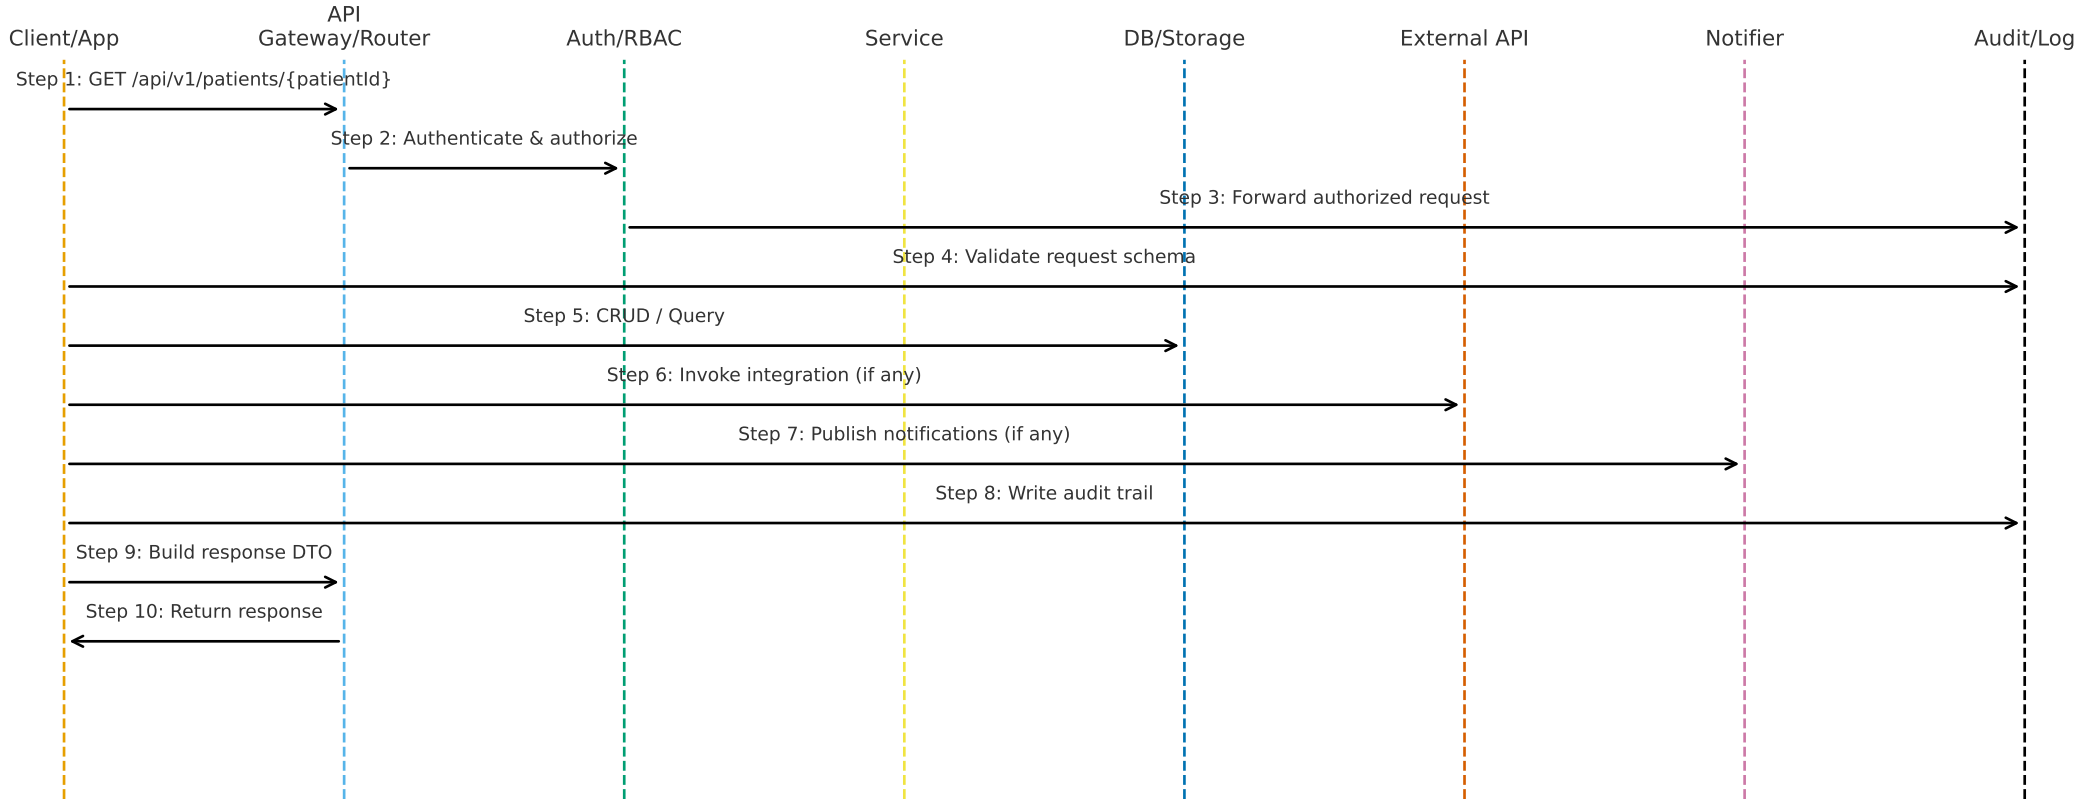 API
Client/App
Gateway/Router
Auth/RBAC
Service
DB/Storage
External API
Notifier
Audit/Log
Step 1: GET /api/v1/patients/{patientId}
Step 2: Authenticate & authorize
Step 3: Forward authorized request
Step 4: Validate request schema
Step 5: CRUD / Query
Step 6: Invoke integration (if any)
Step 7: Publish notifications (if any)
Step 8: Write audit trail
Step 9: Build response DTO
Step 10: Return response